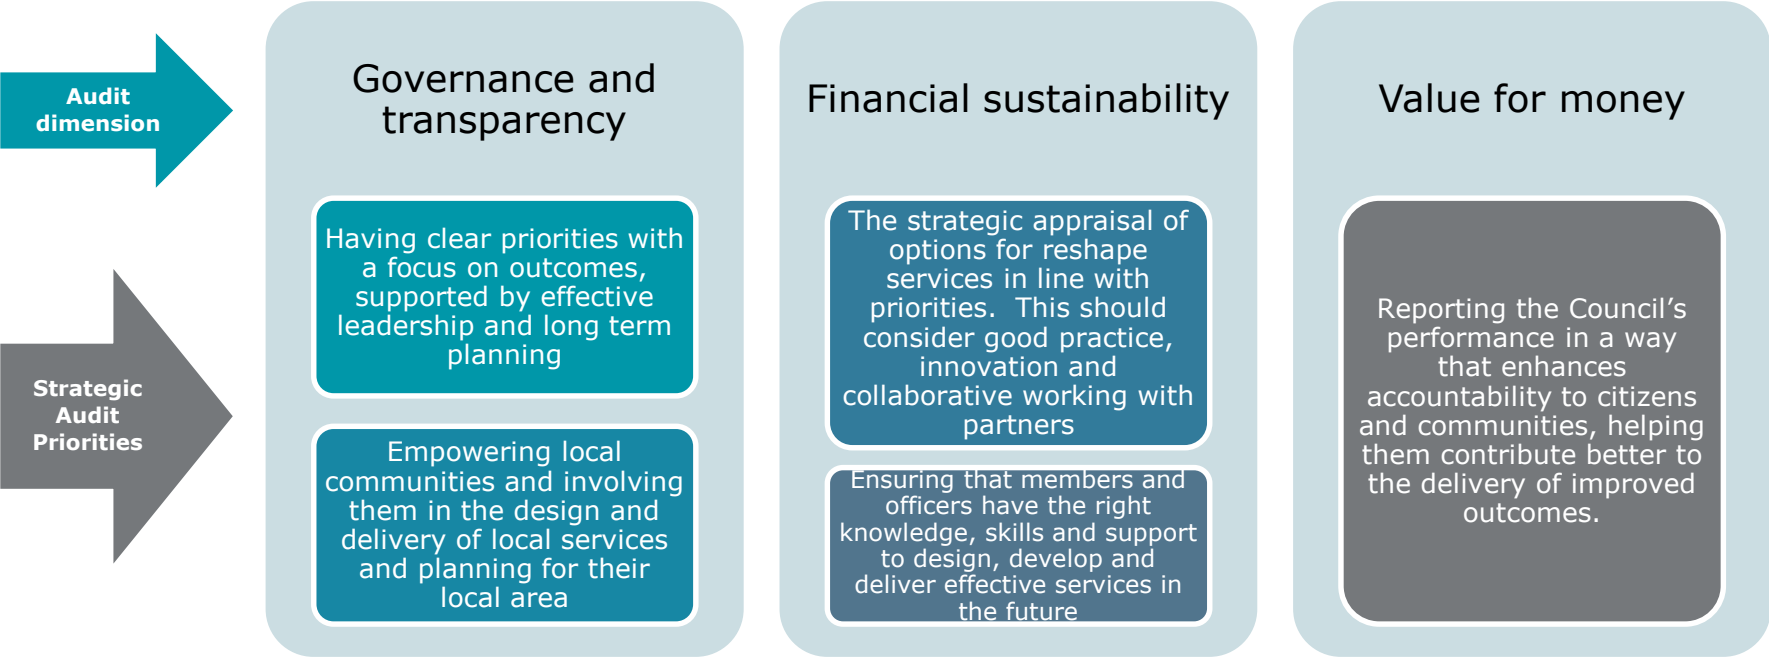 Audit
dimension
Governance and
transparency
Financial sustainability
Value for money
Strategic
Audit
Priorities
Having clear priorities with
a focus on outcomes,
supported by effective
leadership and long term
planning
Empowering local
communities and involving
them in the design and
delivery of local services
and planning for their
local area
The strategic appraisal of
options for reshape
services in line with
priorities.  This should
consider good practice,
innovation and
collaborative working with
partners
Ensuring that members and
officers have the right
knowledge, skills and support
to design, develop and
deliver effective services in
the future
Reporting the Council’s
performance in a way
that enhances
accountability to citizens
and communities, helping
them contribute better to
the delivery of improved
outcomes.